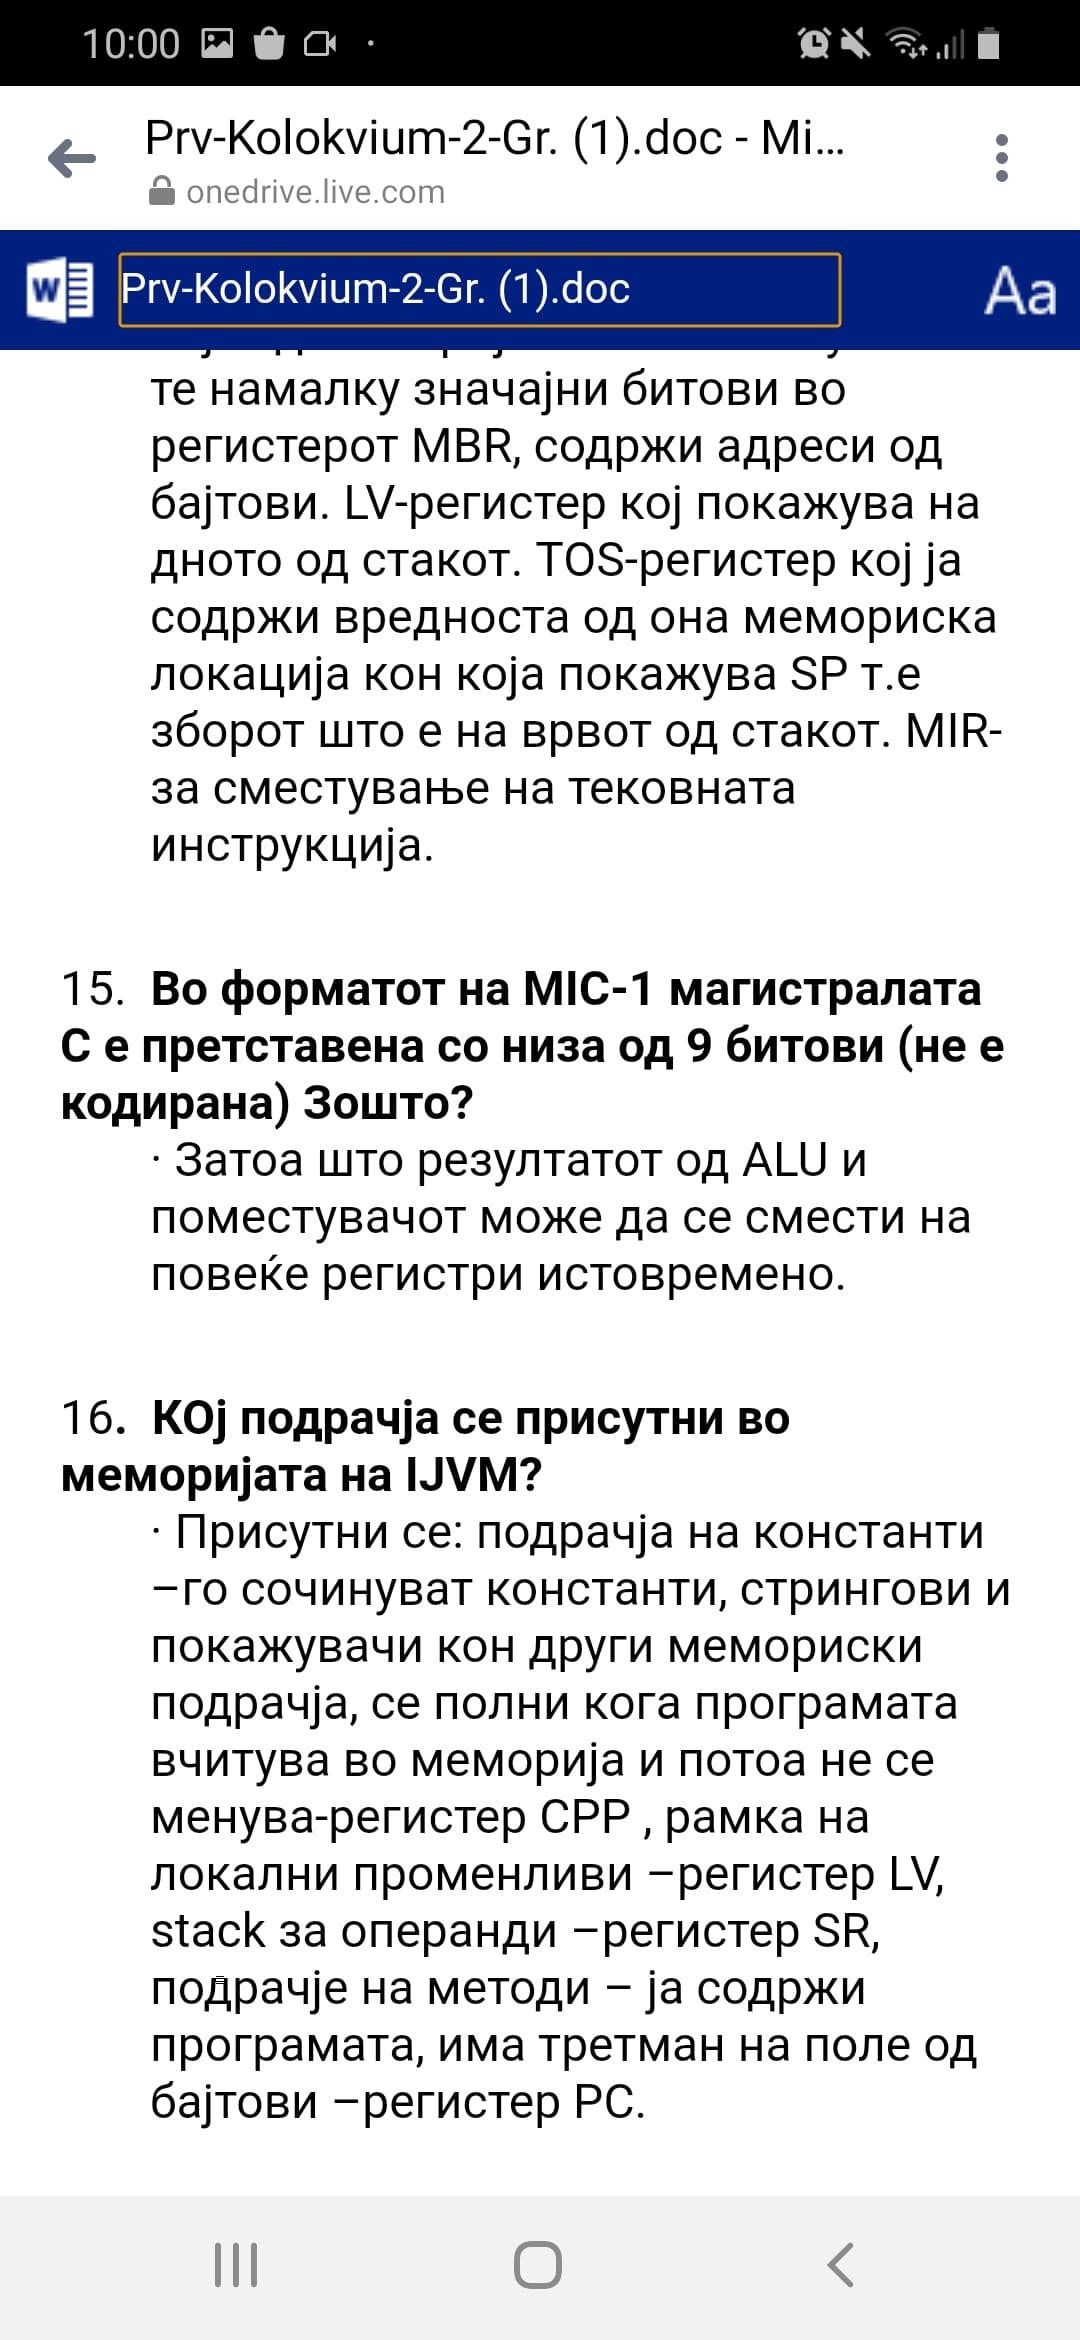 10:00
Prv-Kolokvium-2-Gr. (1).doc - Mi...
onedrive.live.com
Prv-Kolokvium-2-Gr. (1).doc
Aa
те намалку значајни битови во
регистерот MBR, содржи адреси од
бајтови. LV-регистер кој покажува на
дното од стакот. TOS-регистер кој ја
содржи вредноста од она мемориска
локација кон која покажува SP т.е
зборот што е на врвот од стакот. MIR-
за сместување на тековната
инструкција.
15. Во форматот на MIC-1 магистралата
С е претставена со низа од 9 битови (не е
кодирана) Зошто?
· Затоа што резултатот од ALU и
поместувачот може да се смести на
повеќе регистри истовремено.
16. КОј подрачја се присутни во
меморијата на IJVM?
· Присутни се: подрачја на константи
–го сочинуват константи, стрингови и
покажувачи кон други мемориски
подрачја, се полни кога програмата
вчитува во меморија и потоа не се
менува-регистер CPP , рамка на
локални променливи –регистер LV,
stack за операнди –регистер SR,
подрачје на методи – ја содржи
програмата, има третман на поле од
бајтови –регистер PC.